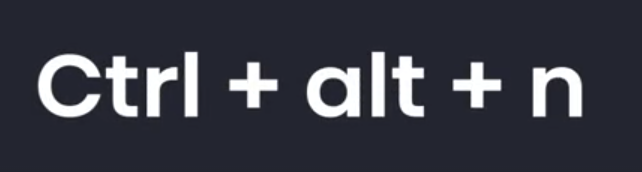 Ctrl + alt + n